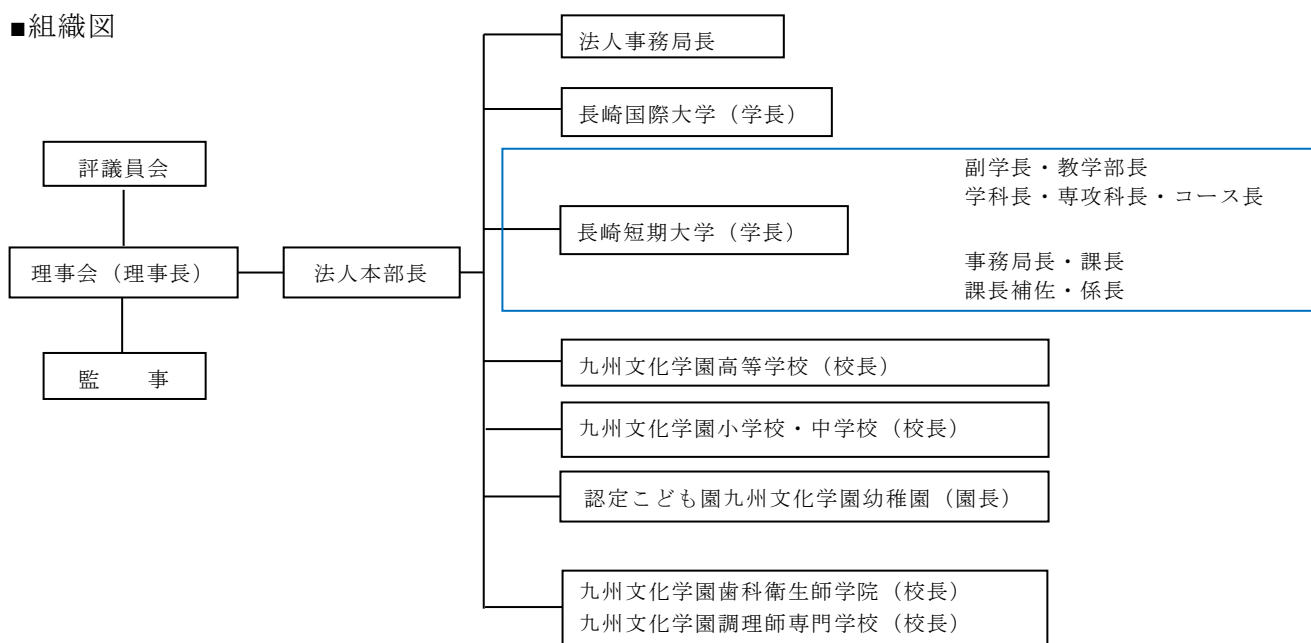 ■組織図
評議員会
理事会（理事長）
監　　事
法人本部長
法人事務局長
長崎国際大学（学長）
長崎短期大学（学長）
副学長・教学部長
学科長・専攻科長・コース長
事務局長・課長
課長補佐・係長
九州文化学園高等学校（校長）
九州文化学園小学校・中学校（校長）
認定こども園九州文化学園幼稚園（園長）
九州文化学園歯科衛生師学院（校長）
九州文化学園調理師専門学校（校長）